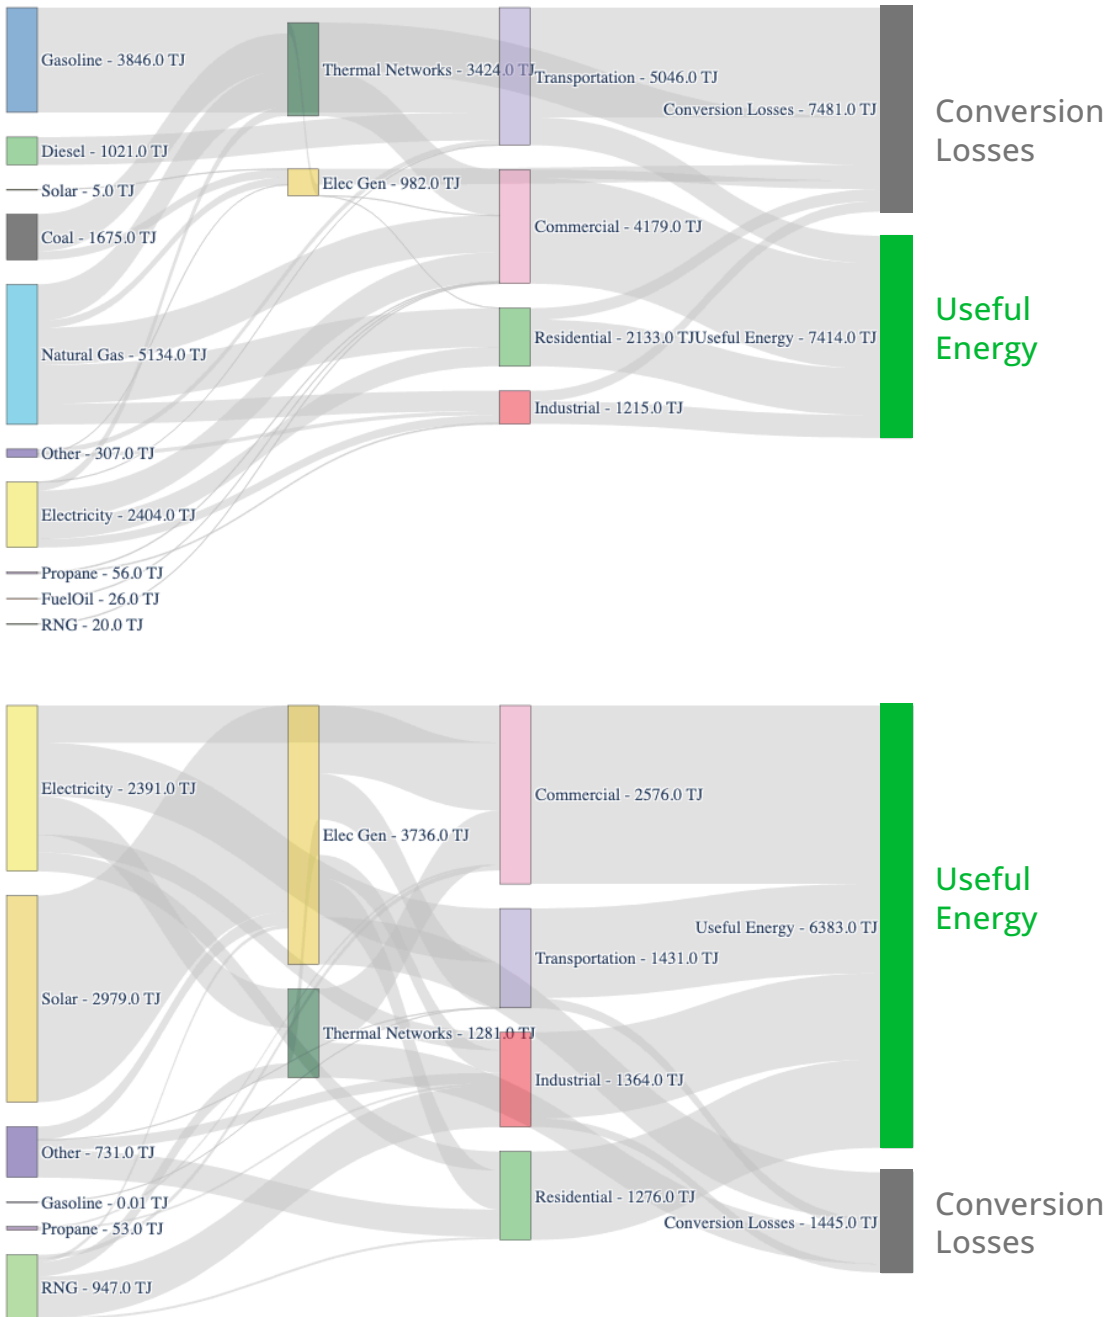 Gasoline - 3846.0 TJ
Thermal Networks - 3424.0 TJ
Transportation - 5046.0 TJ
Conversion Losses - 7481.0 TJ
Conversion
Losses
Diesel - 1021.0 TJ
Solar - 5.0 TJ
Elec Gen - 982.0 TJ
Coal - 1675.0 TJ
Commercial - 4179.0 TJ
Useful
Energy
Natural Gas - 5134.0 TJ
Residential - 2133.0 TJ
Useful Energy - 7414.0 TJ
Industrial - 1215.0 TJ
Other - 307.0 TJ
Electricity - 2404.0 TJ
Propane - 56.0 TJ
FuelOil - 26.0 TJ
RNG - 20.0 TJ
Electricity - 2391.0 TJ
Commercial - 2576.0 TJ
Elec Gen - 3736.0 TJ
Useful
Energy
Useful Energy - 6383.0 TJ
Transportation - 1431.0 TJ
Solar - 2979.0 TJ
Thermal Networks - 1281.0 TJ
Industrial - 1364.0 TJ
Other - 731.0 TJ
Gasoline - 0.01 TJ
Residential - 1276.0 TJ
Conversion Losses - 1445.0 TJ
Conversion
Losses
Propane - 53.0 TJ
RNG - 947.0 TJ